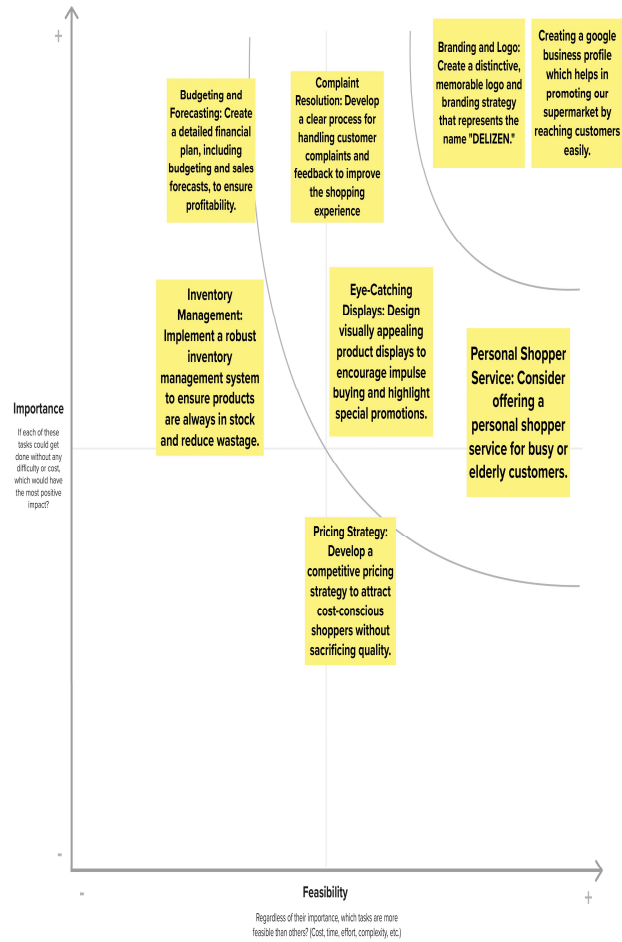 +
Budgeting and
Forecasting: Create
a detailed financial
plan, including
budgeting and sales
forecasts, to ensure
profitability.
Complaint
Resolution: Develop
a clear process for
handling customer
complaints and
feedback to improve
the shopping
experience
Branding and Logo:
Create a distinctive,
memorable logo and
branding strategy
that represents the
name "DELIZEN."
Creating a google
business profile
which helps in
promoting our
supermarket by
reaching customers
easily.
Inventory
Management:
Implement a robust
inventory
management system
to ensure products
are always in stock
and reduce wastage.
Eye-Catching
Displays: Design
visually appealing
product displays to
encourage impulse
buying and highlight
special promotions.
Personal Shopper
Service: Consider
offering a
personal shopper
service for busy or
elderly customers.
Importance
If each of these
tasks could get
done without any
difficulty or cost,
which would have
the most positive
impact?
Pricing Strategy:
Develop a
competitive pricing
strategy to attract
cost-conscious
shoppers without
sacrificing quality.
-
-
Feasibility
+
Regardless of their importance, which tasks are more
feasible than others? (Cost, time, effort, complexity, etc.)